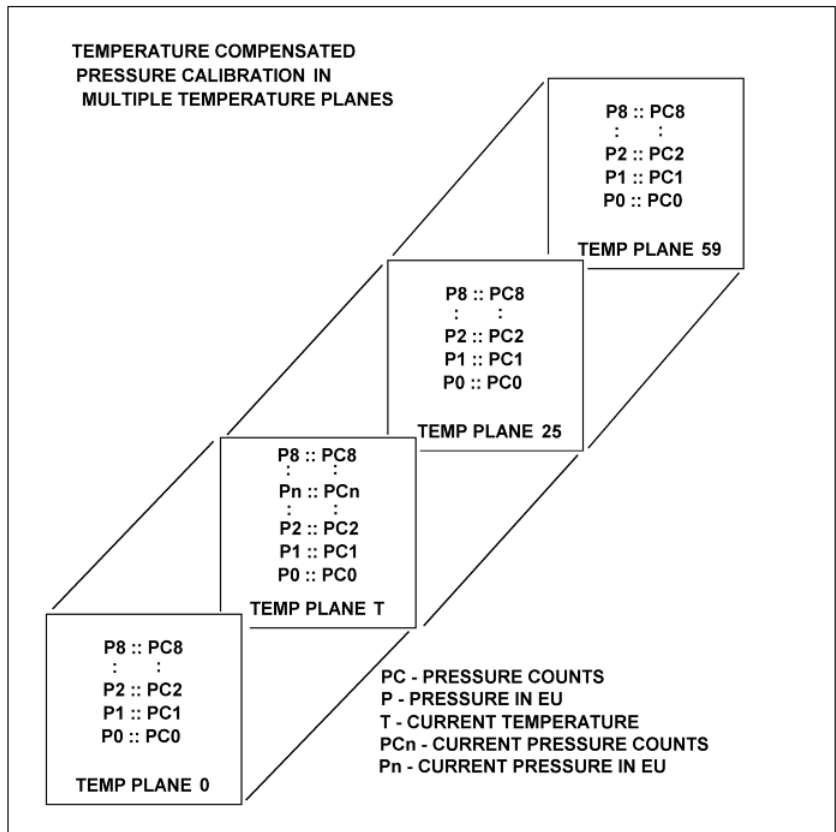 TEMPERATURE COMPENSATED
PRESSURE CALIBRATION IN
MULTIPLE TEMPERATURE PLANES
P8 :: PC8
: :
P2 :: PC2
P1 :: PC1
P0 :: PC0
TEMP PLANE 59
P8 :: PC8
: :
P2 :: PC2
P1 :: PC1
P0 :: PC0
TEMP PLANE 25
P8 :: PC8
: :
Pn :: PCn
: :
P2 :: PC2
P1 :: PC1
P0 :: PC0
TEMP PLANE T
P8 :: PC8
: :
P2 :: PC2
P1 :: PC1
P0 :: PC0
TEMP PLANE 0
PC - PRESSURE COUNTS
P - PRESSURE IN EU
T - CURRENT TEMPERATURE
PCn - CURRENT PRESSURE COUNTS
Pn - CURRENT PRESSURE IN EU